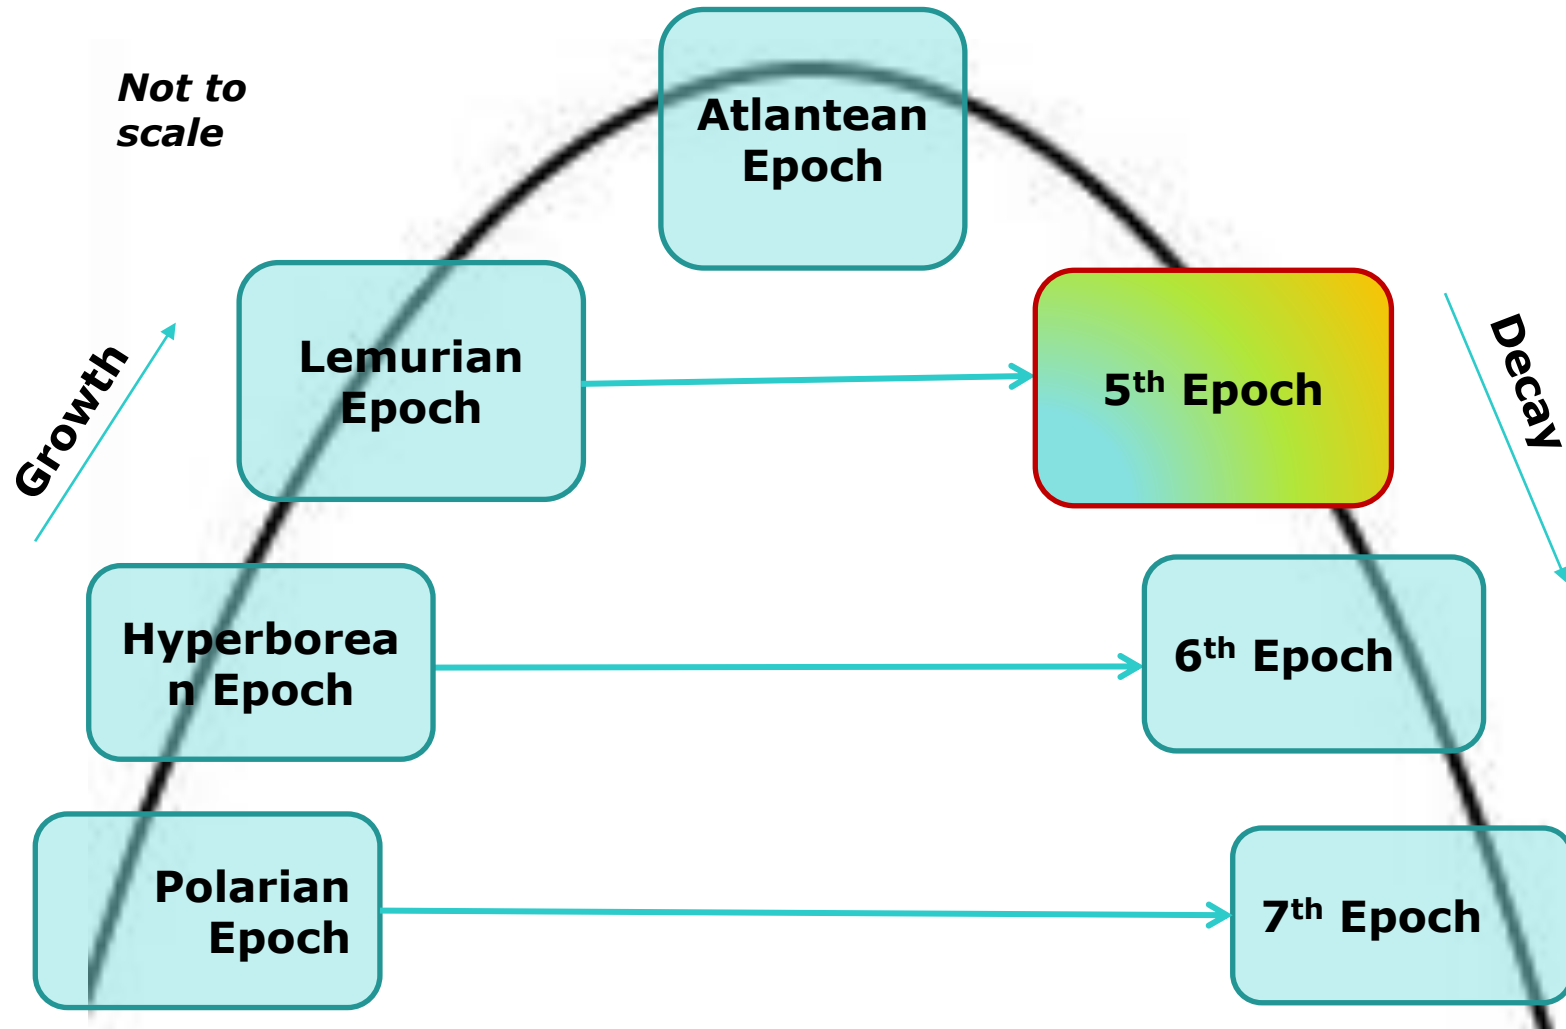 Not to
scale
Atlantean
Epoch
Growth
Lemurian
Epoch
5th Epoch
Decay
Hyperborea
n Epoch
6th Epoch
Polarian
Epoch
7th Epoch